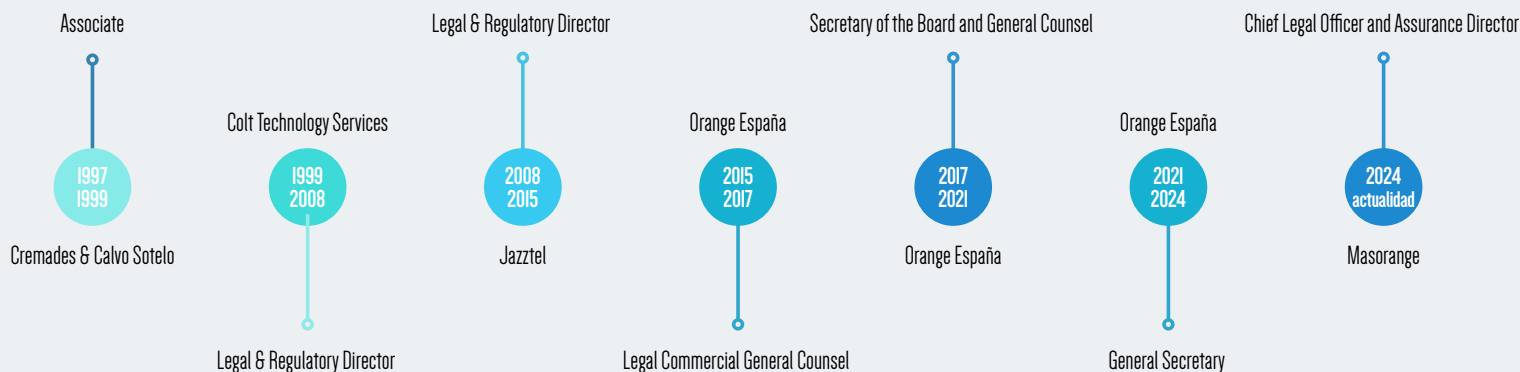 Associate
1997
1999
Cremades & Calvo Sotelo
Colt Technology Services
1999
2008
Legal & Regulatory Director
Legal & Regulatory Director
2008
2015
Jazztel
Orange España
2015
2017
Legal Commercial General Counsel
Secretary of the Board and General Counsel
2017
2021
Orange España
Orange España
2021
2024
General Secretary
Chief Legal Officer and Assurance Director
2024
actualidad
Masorange